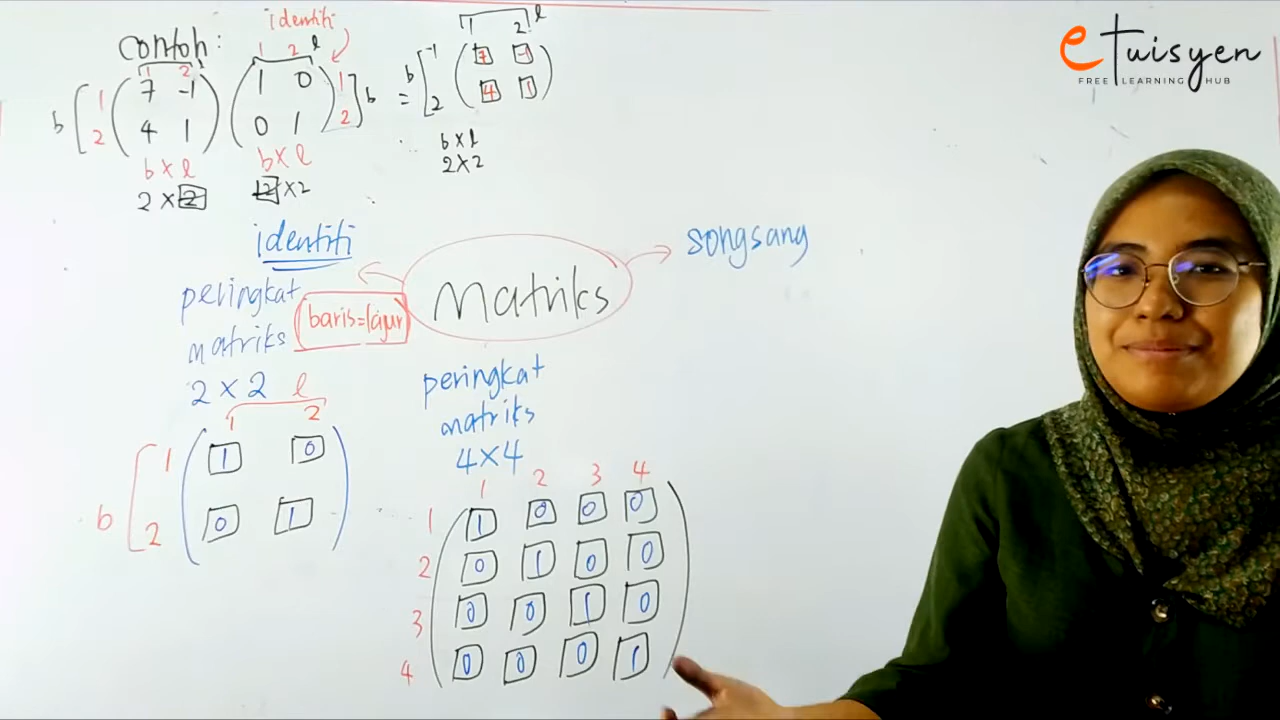 identiti
Contoh:
1 2 l
1 2 l
1 2 l
b 1 ( 7 -1 ) ( 1 0 ) 1 b = b 1 ( 7 -1 )
2 ( 4 1 ) ( 0 1 ) 2 2 ( 4 1 )
b x l b x l b x l
2 x 2 2 x 2 2 x 2
etuisyen
FREE LEARNING HUB
identiti
songsang
Matriks
baris=lajur
peringkat
matriks
2 x 2 l
1 2
1 1 0
b
2 0 1
peringkat
matriks
4x4
1 2 3 4
1 1 0 0 0
2 0 1 0 0
3 0 0 1 0
4 0 0 0 1